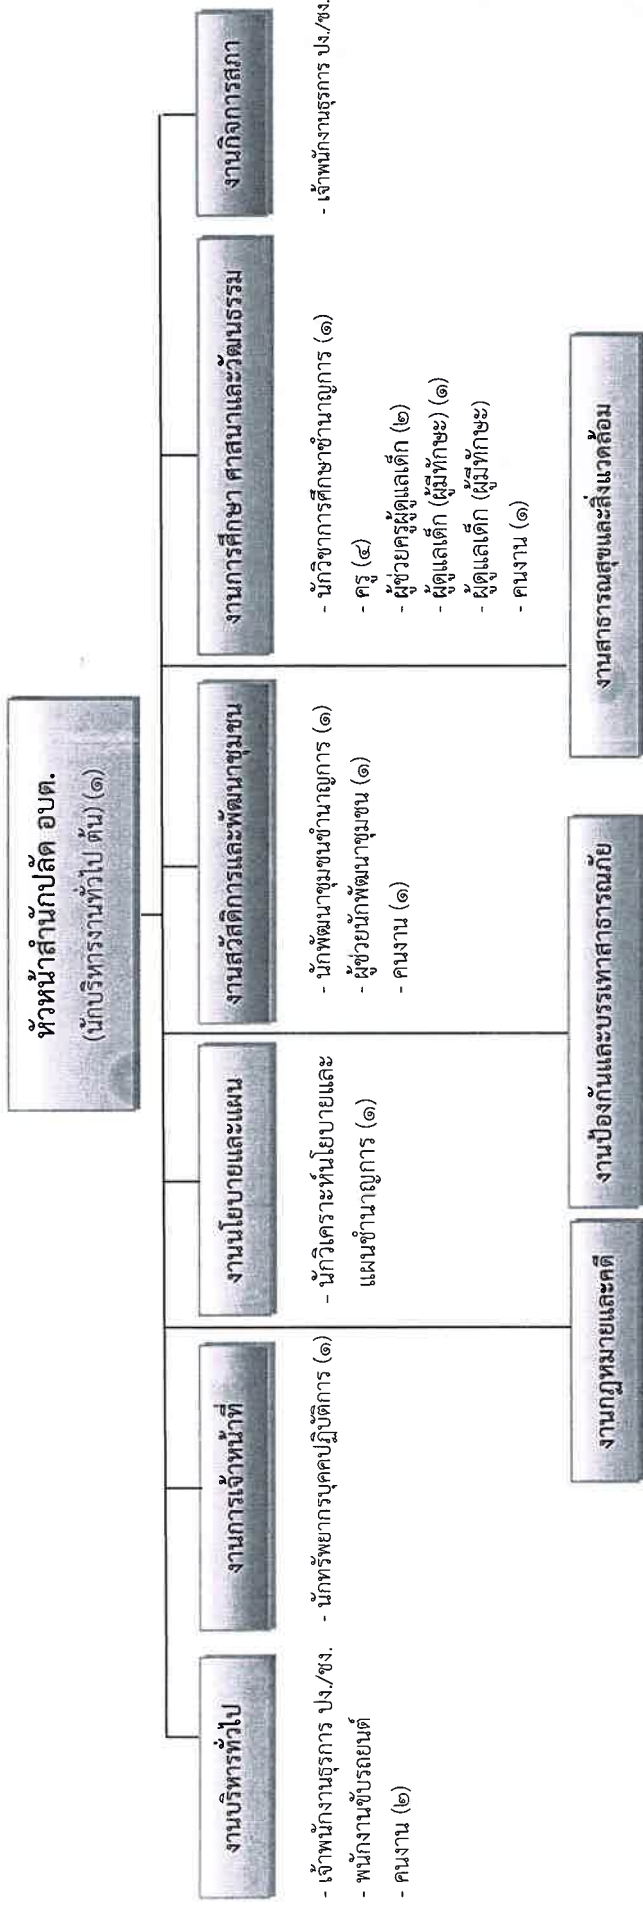 หัวหน้าสำนักปลัด อบต.
(นักบริหารงานทั่วไป ต้น) (๑)
งานบริหารทั่วไป
- เจ้าพนักงานธุรการ ปง./ชง.
- พนักงานขับรถยนต์
- คนงาน (๒)
งานการเจ้าหน้าที่
- นักทรัพยากรบุคคลปฏิบัติการ (๑)
งานนโยบายและแผน
- นักวิเคราะห์นโยบายและ
แผนชำนาญการ (๑)
งานสวัสดิการและพัฒนาชุมชน
- นักพัฒนาชุมชนชำนาญการ (๑)
- ผู้ช่วยนักพัฒนาชุมชน (๑)
- คนงาน (๑)
งานการศึกษา ศาสนาและวัฒนธรรม
- นักวิชาการศึกษาชำนาญการ (๑)
- ครู (๔)
- ผู้ช่วยครูผู้ดูแลเด็ก (๒)
- ผู้ดูแลเด็ก (ผู้มีทักษะ) (๑)
- ผู้ดูแลเด็ก (ผู้มีทักษะ)
- คนงาน (๑)
งานกิจการสภา
- เจ้าพนักงานธุรการ ปง./ชง.
งานกฎหมายและคดี
งานป้องกันและบรรเทาสาธารณภัย
งานสาธารณสุขและสิ่งแวดล้อม